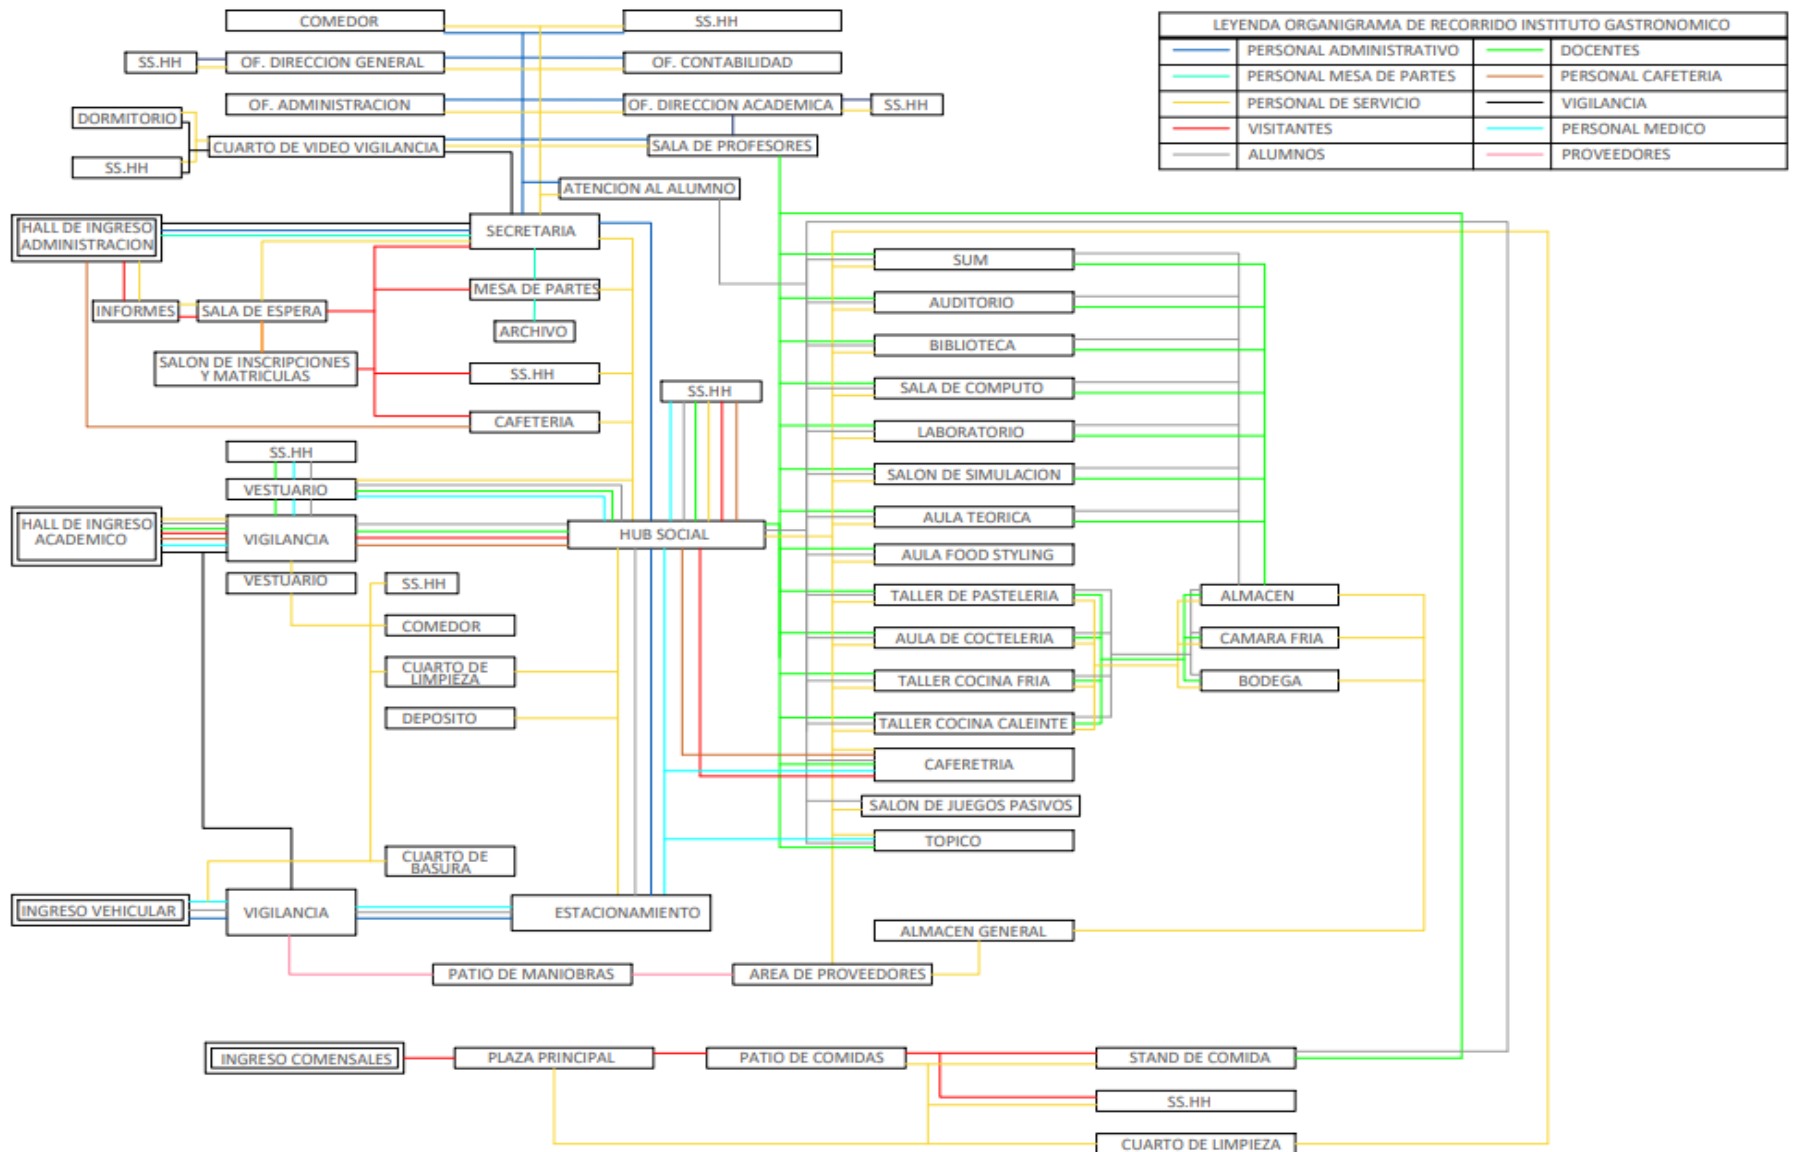 COMEDOR
SS.HH
LEYENDA ORGANIGRAMA DE RECORRIDO INSTITUTO GASTRONOMICO
PERSONAL ADMINISTRATIVO
DOCENTES
PERSONAL MESA DE PARTES
PERSONAL CAFETERIA
PERSONAL DE SERVICIO
VIGILANCIA
VISITANTES
PERSONAL MEDICO
ALUMNOS
PROVEEDORES
SS.HH
OF. DIRECCION GENERAL
OF. CONTABILIDAD
OF. ADMINISTRACION
OF. DIRECCION ACADEMICA
SS.HH
DORMITORIO
CUARTO DE VIDEO VIGILANCIA
SALA DE PROFESORES
SS.HH
ATENCION AL ALUMNO
HALL DE INGRESO
ADMINISTRACION
SECRETARIA
MESA DE PARTES
INFORMES
SALA DE ESPERA
ARCHIVO
SALON DE INSCRIPCIONES
Y MATRICULAS
SS.HH
CAFETERIA
SS.HH
SUM
AUDITORIO
BIBLIOTECA
SALA DE COMPUTO
LABORATORIO
SALON DE SIMULACION
AULA TEORICA
AULA FOOD STYLING
TALLER DE PASTELERIA
AULA DE COCTELERIA
TALLER COCINA FRIA
TALLER COCINA CALEINTE
CAFERETRIA
SALON DE JUEGOS PASIVOS
TOPICO
ALMACEN
CAMARA FRIA
BODEGA
SS.HH
VESTUARIO
HALL DE INGRESO
ACADEMICO
VIGILANCIA
HUB SOCIAL
VESTUARIO
SS.HH
COMEDOR
CUARTO DE
LIMPIEZA
DEPOSITO
CUARTO DE
BASURA
INGRESO VEHICULAR
VIGILANCIA
ESTACIONAMIENTO
ALMACEN GENERAL
PATIO DE MANIOBRAS
AREA DE PROVEEDORES
INGRESO COMENSALES
PLAZA PRINCIPAL
PATIO DE COMIDAS
STAND DE COMIDA
SS.HH
CUARTO DE LIMPIEZA